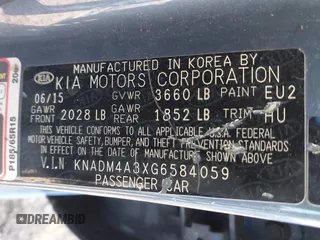 MANUFACTURED IN KOREA BY
KIA KIA MOTORS CORPORATION
06/15 GVWR 3660 LB PAINT EU2
GAWR FRONT 2028 LB GAWR REAR 1852 LB TRIM HU
THIS VEHICLE CONFORMS TO ALL APPLICABLE U.S.A. FEDERAL
MOTOR VEHICLE SAFETY, BUMPER, AND THEFT PREVENTION
STANDARDS IN EFFECT ON THE DATE OF MANUFACTURE SHOWN ABOVE.
V.I.N KNADM4A3XG6584059
PASSENGER CAR
P185/65R15
DREAMBID